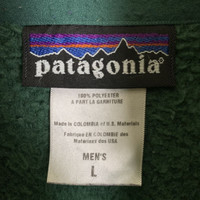 patagonia®
100% POLYESTER
À PART LA GARNITURE
Made in COLOMBIA of U.S. Materials
Fabriqué en COLOMBIE des
Matériaux des USA
MEN'S
L